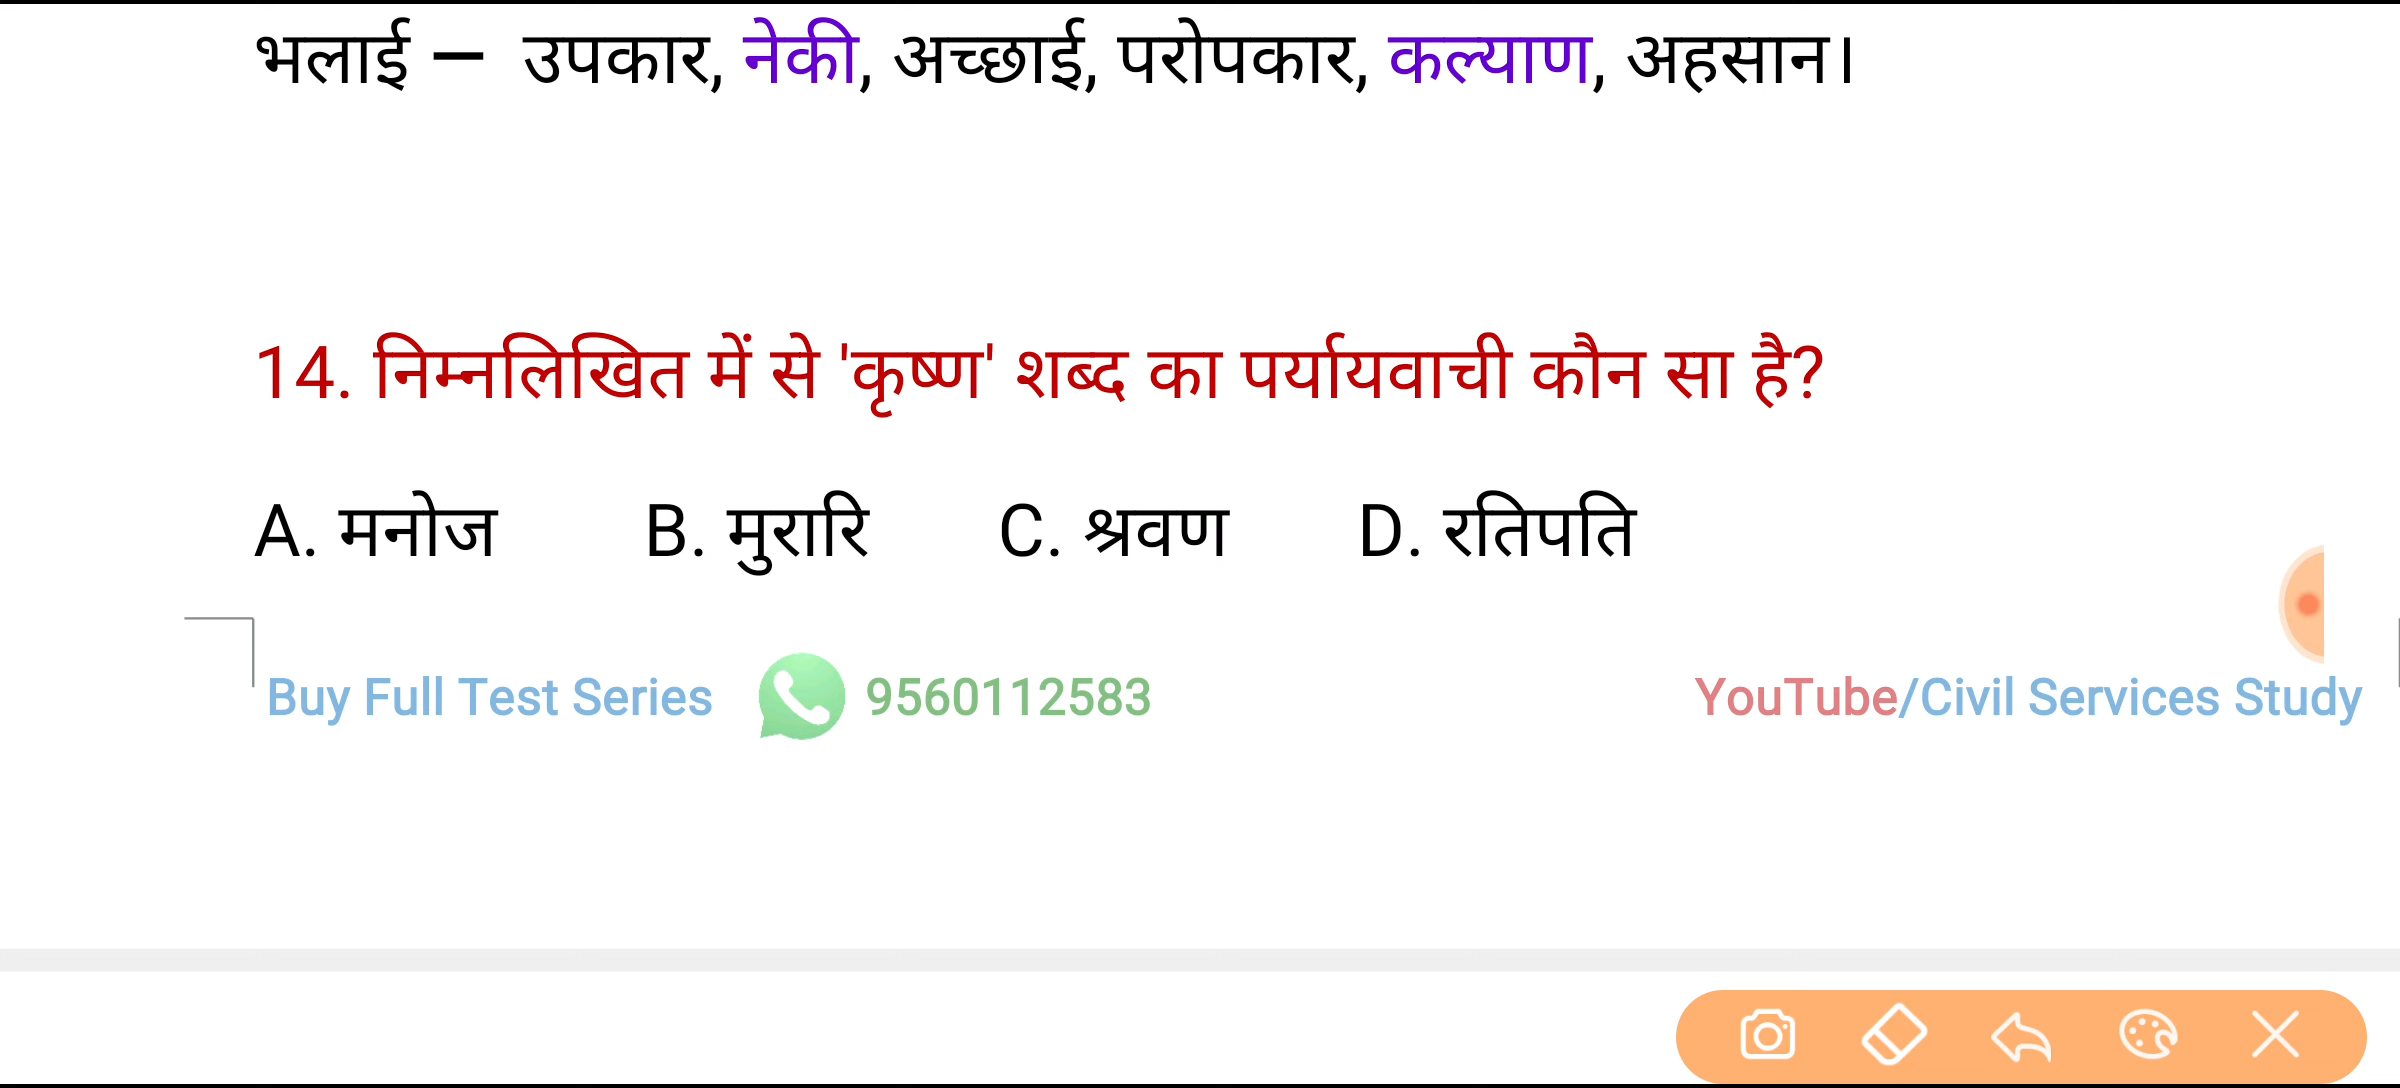 भलाई — उपकार, नेकी, अच्छाई, परोपकार, कल्याण, अहसान।
14. निम्नलिखित में से 'कृष्ण' शब्द का पर्यायवाची कौन सा है?
A. मनोज B. मुरारि C. श्रवण D. रतिपति
Buy Full Test Series 9560112583 YouTube/Civil Services Study